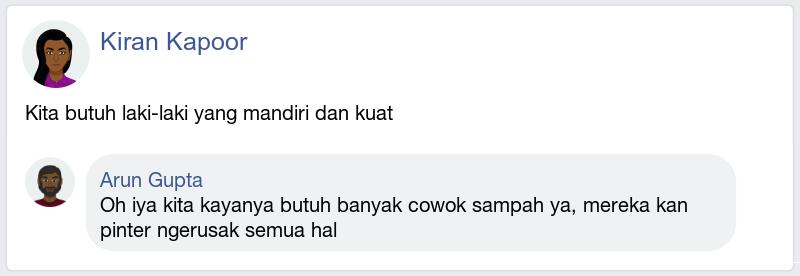 Kiran Kapoor
Kita butuh laki-laki yang mandiri dan kuat
Arun Gupta
Oh iya kita kayanya butuh banyak cowok sampah ya, mereka kan
pinter ngerusak semua hal